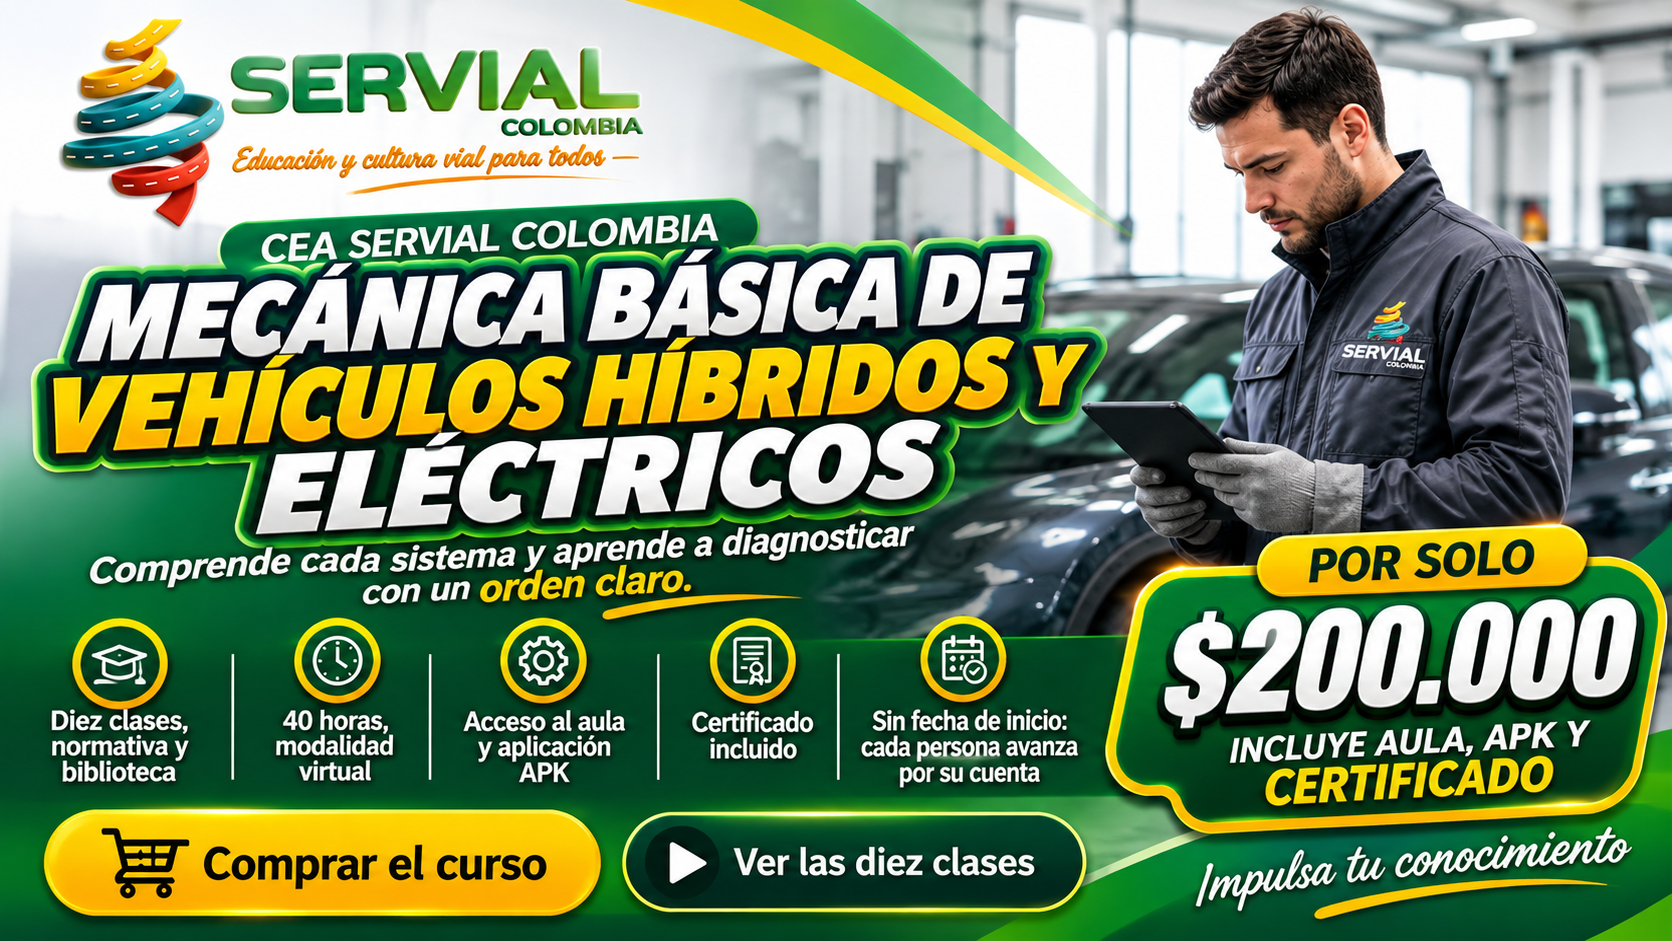 SERVIAL
COLOMBIA
Educación y cultura vial para todos
CEA SERVIAL COLOMBIA
MECÁNICA BÁSICA DE
VEHÍCULOS HÍBRIDOS Y
ELÉCTRICOS
Comprende cada sistema y aprende a diagnosticar
con un orden claro.
Diez clases,
normativa y
biblioteca
40 horas,
modalidad
virtual
Acceso al aula
y aplicación
APK
Certificado
incluido
Sin fecha de inicio:
cada persona avanza
por su cuenta
Comprar el curso
Ver las diez clases
SERVIAL
COLOMBIA
POR SOLO
$200.000
INCLUYE AULA, APK Y
CERTIFICADO
Impulsa tu conocimiento